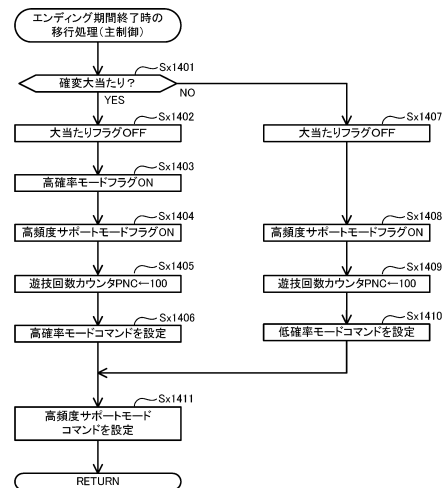 エンディング期間終了時の
移行処理(主制御)
Sx1401
確変大当たり?
YES
NO
Sx1402
大当たりフラグOFF
Sx1403
高確率モードフラグON
Sx1404
高頻度サポートモードフラグON
Sx1405
遊技回数カウンタPNC←100
Sx1406
高確率モードコマンドを設定
Sx1407
大当たりフラグOFF
Sx1408
高頻度サポートモードフラグON
Sx1409
遊技回数カウンタPNC←100
Sx1410
低確率モードコマンドを設定
Sx1411
高頻度サポートモード
コマンドを設定
RETURN